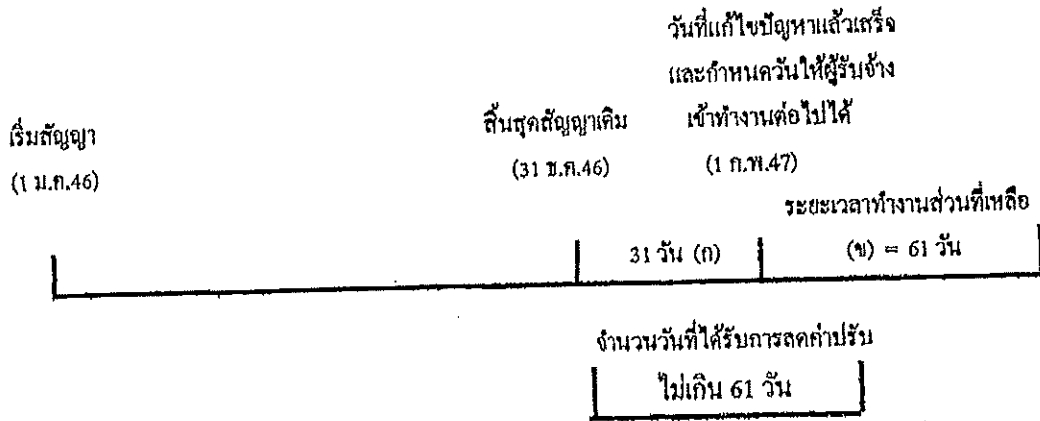 วันที่แก้ไขปัญหาแล้วเสร็จ
และกำหนดวันให้ผู้รับจ้าง
เริ่มสัญญา
สิ้นสุดสัญญาเดิม
เข้าทำงานต่อไปได้
(1 ม.ค.46)
(31 ธ.ค.46)
(1 ก.พ.47)
ระยะเวลาทำงานส่วนที่เหลือ
31 วัน (ก)
(ข) = 61 วัน
จำนวนวันที่ได้รับการลดค่าปรับ
ไม่เกิน 61 วัน